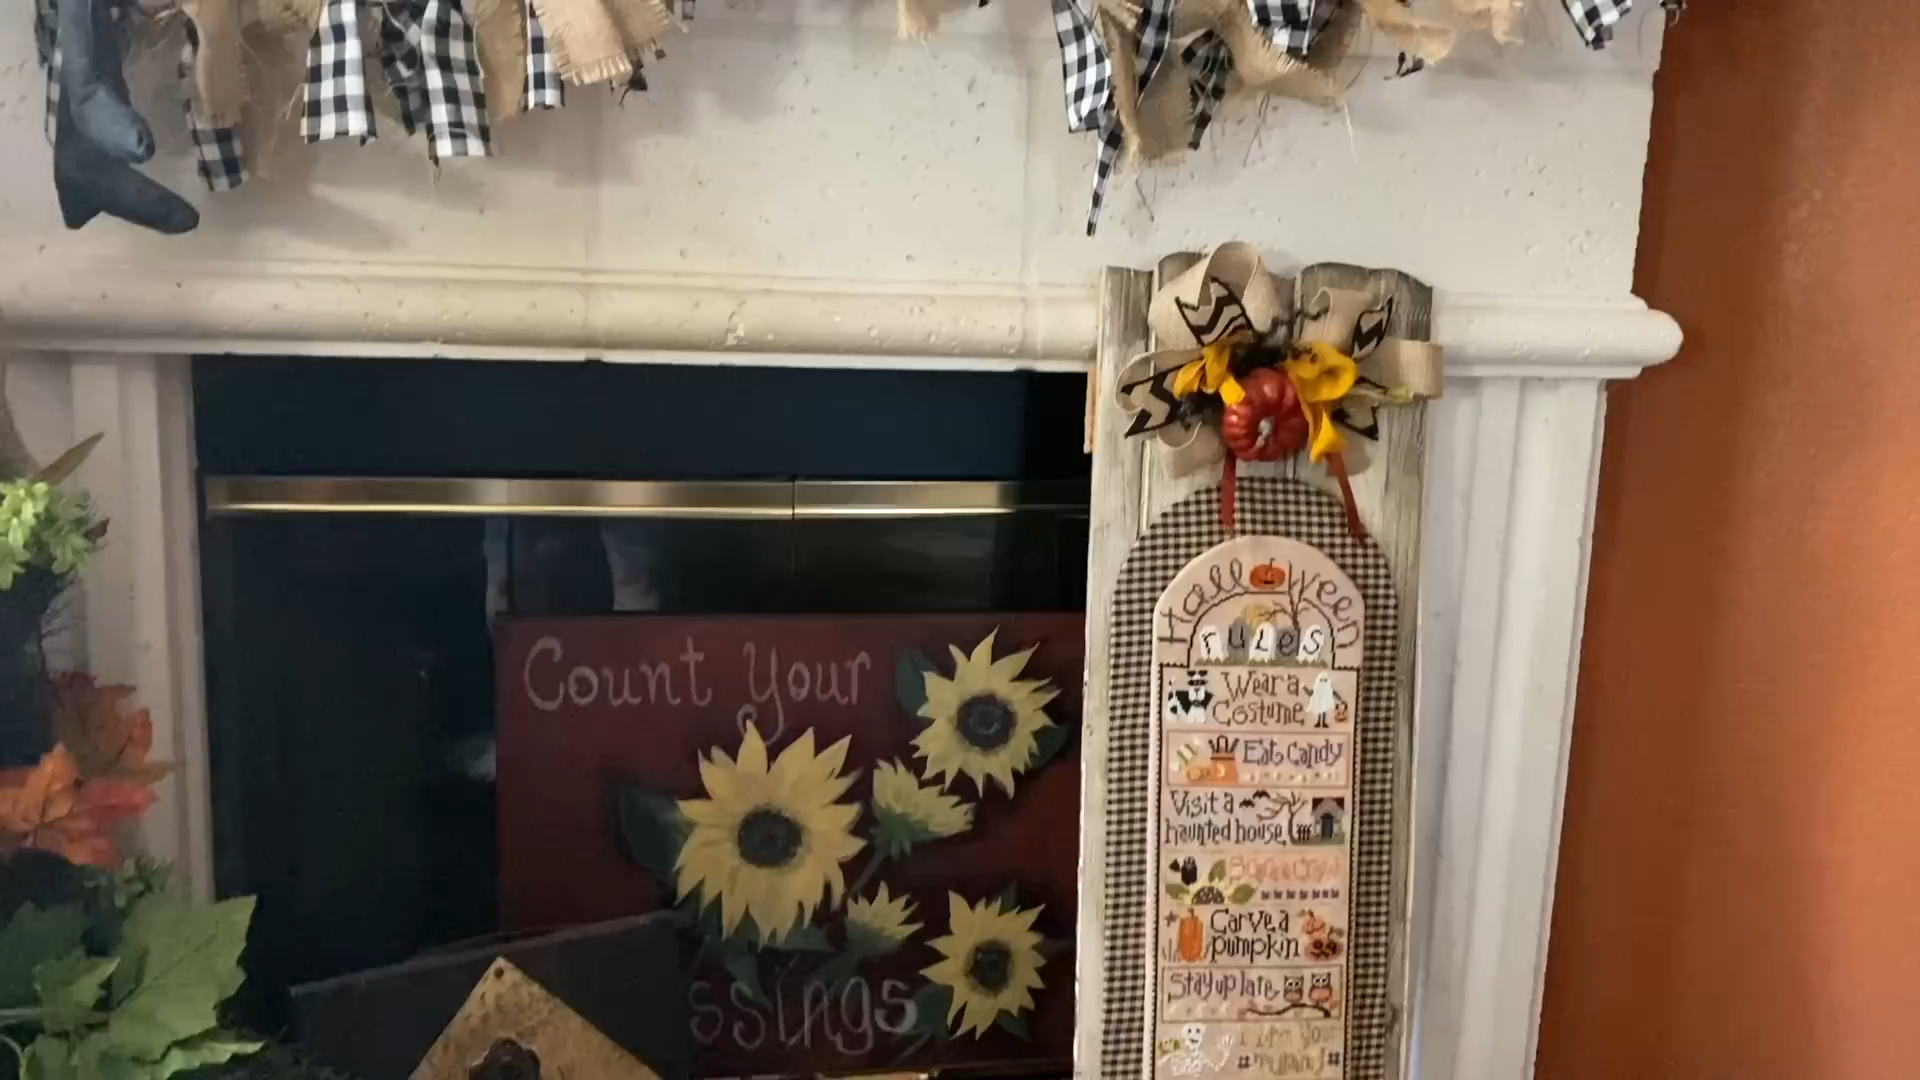 Count Your
ssings
Halloween
rules
Wear a
Costume
Eat candy
Visit a
haunted house
Carve a
pumpkin
Stay up late